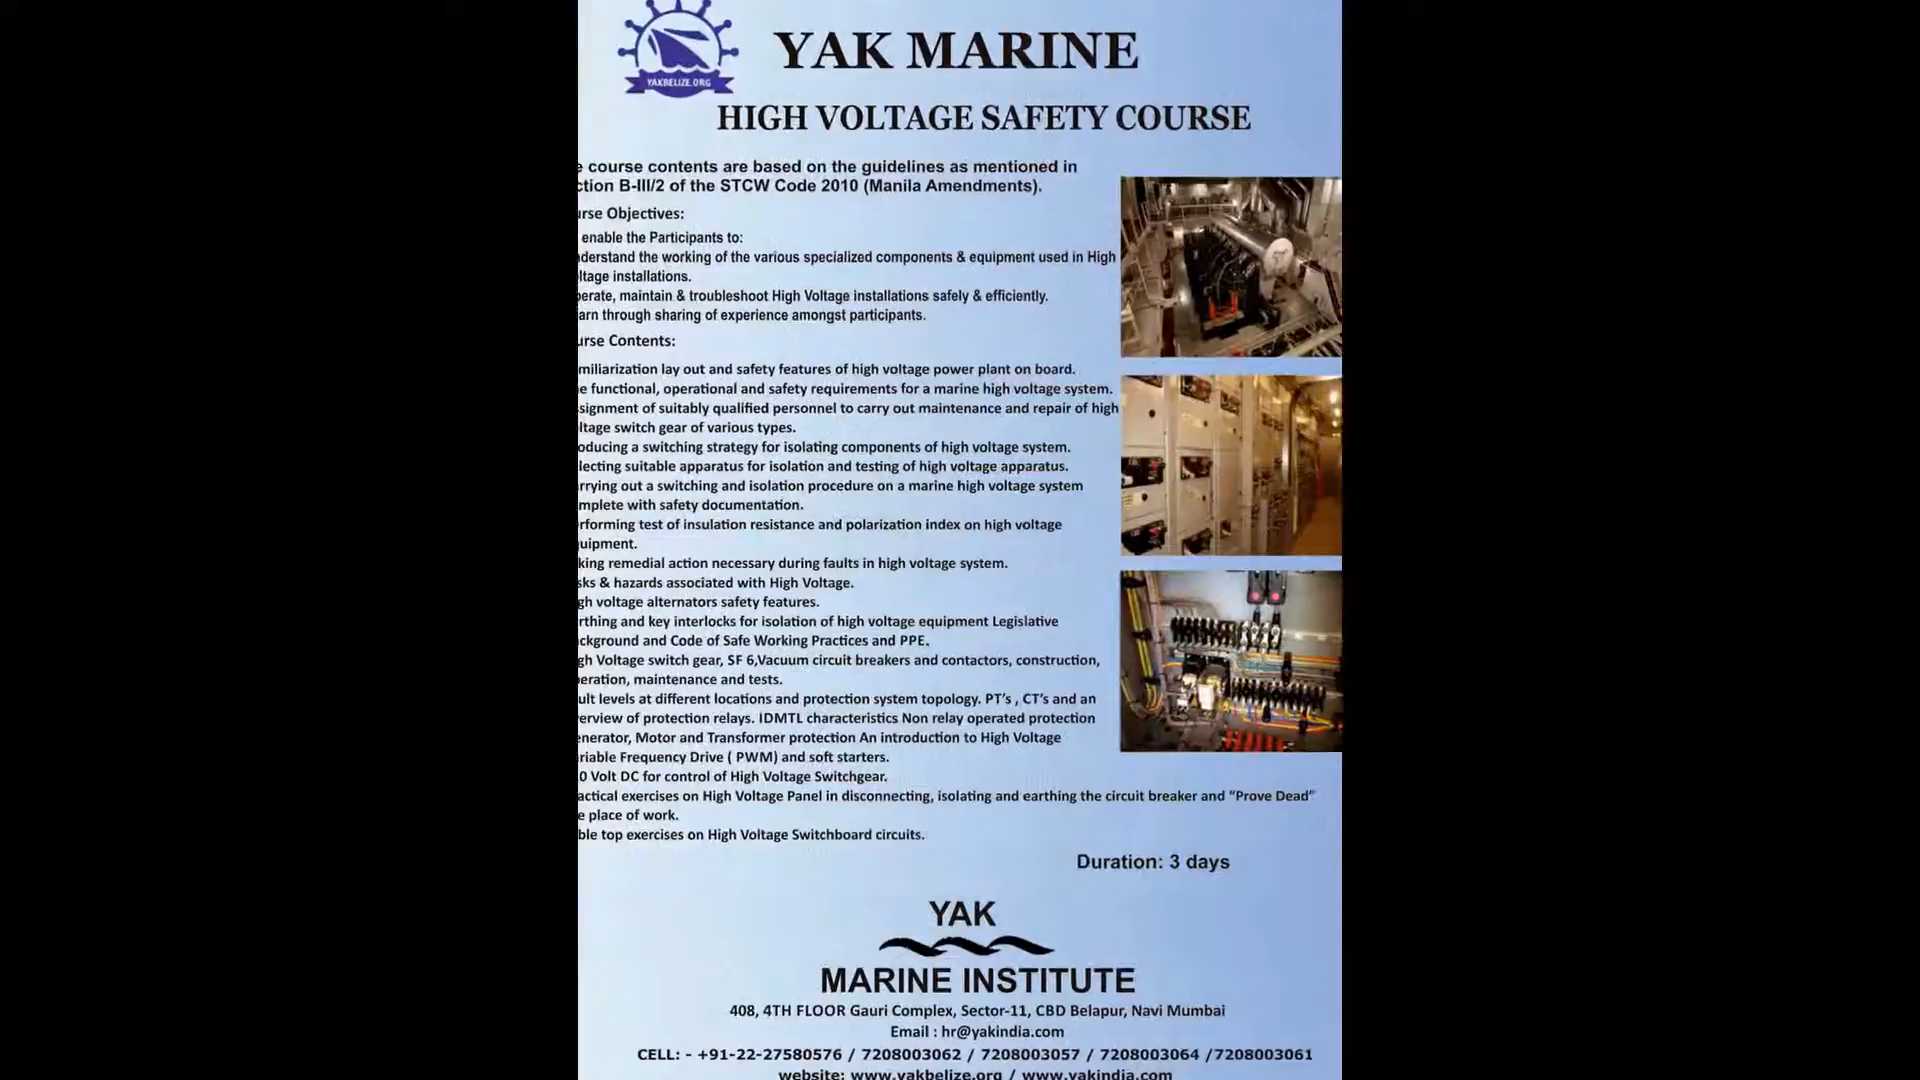 YAKBELIZE.ORG
YAK MARINE
HIGH VOLTAGE SAFETY COURSE
course contents are based on the guidelines as mentioned in
ction B-III/2 of the STCW Code 2010 (Manila Amendments).
urse Objectives:
enable the Participants to:
derstand the working of the various specialized components & equipment used in High
ltage installations.
erate, maintain & troubleshoot High Voltage installations safely & efficiently.
arn through sharing of experience amongst participants.
urse Contents:
miliarization lay out and safety features of high voltage power plant on board.
e functional, operational and safety requirements for a marine high voltage system.
signment of suitably qualified personnel to carry out maintenance and repair of high
ltage switch gear of various types.
oducing a switching strategy for isolating components of high voltage system.
lecting suitable apparatus for isolation and testing of high voltage apparatus.
rrying out a switching and isolation procedure on a marine high voltage system
mplete with safety documentation.
rforming test of insulation resistance and polarization index on high voltage
uipment.
king remedial action necessary during faults in high voltage system.
sks & hazards associated with High Voltage.
gh voltage alternators safety features.
rthing and key interlocks for isolation of high voltage equipment Legislative
ckground and Code of Safe Working Practices and PPE.
gh Voltage switch gear, SF 6,Vacuum circuit breakers and contactors, construction,
eration, maintenance and tests.
ult levels at different locations and protection system topology. PT's , CT's and an
erview of protection relays. IDMTL characteristics Non relay operated protection
enerator, Motor and Transformer protection An introduction to High Voltage
riable Frequency Drive ( PWM) and soft starters.
0 Volt DC for control of High Voltage Switchgear.
actical exercises on High Voltage Panel in disconnecting, isolating and earthing the circuit breaker and “Prove Dead”
e place of work.
ble top exercises on High Voltage Switchboard circuits.
Duration: 3 days
YAK
MARINE INSTITUTE
408, 4TH FLOOR Gauri Complex, Sector-11, CBD Belapur, Navi Mumbai
Email : hr@yakindia.com
CELL: - +91-22-27580576 / 7208003062 / 7208003057 / 7208003064 /7208003061
website: www.yakbelize.org / www.yakindia.com